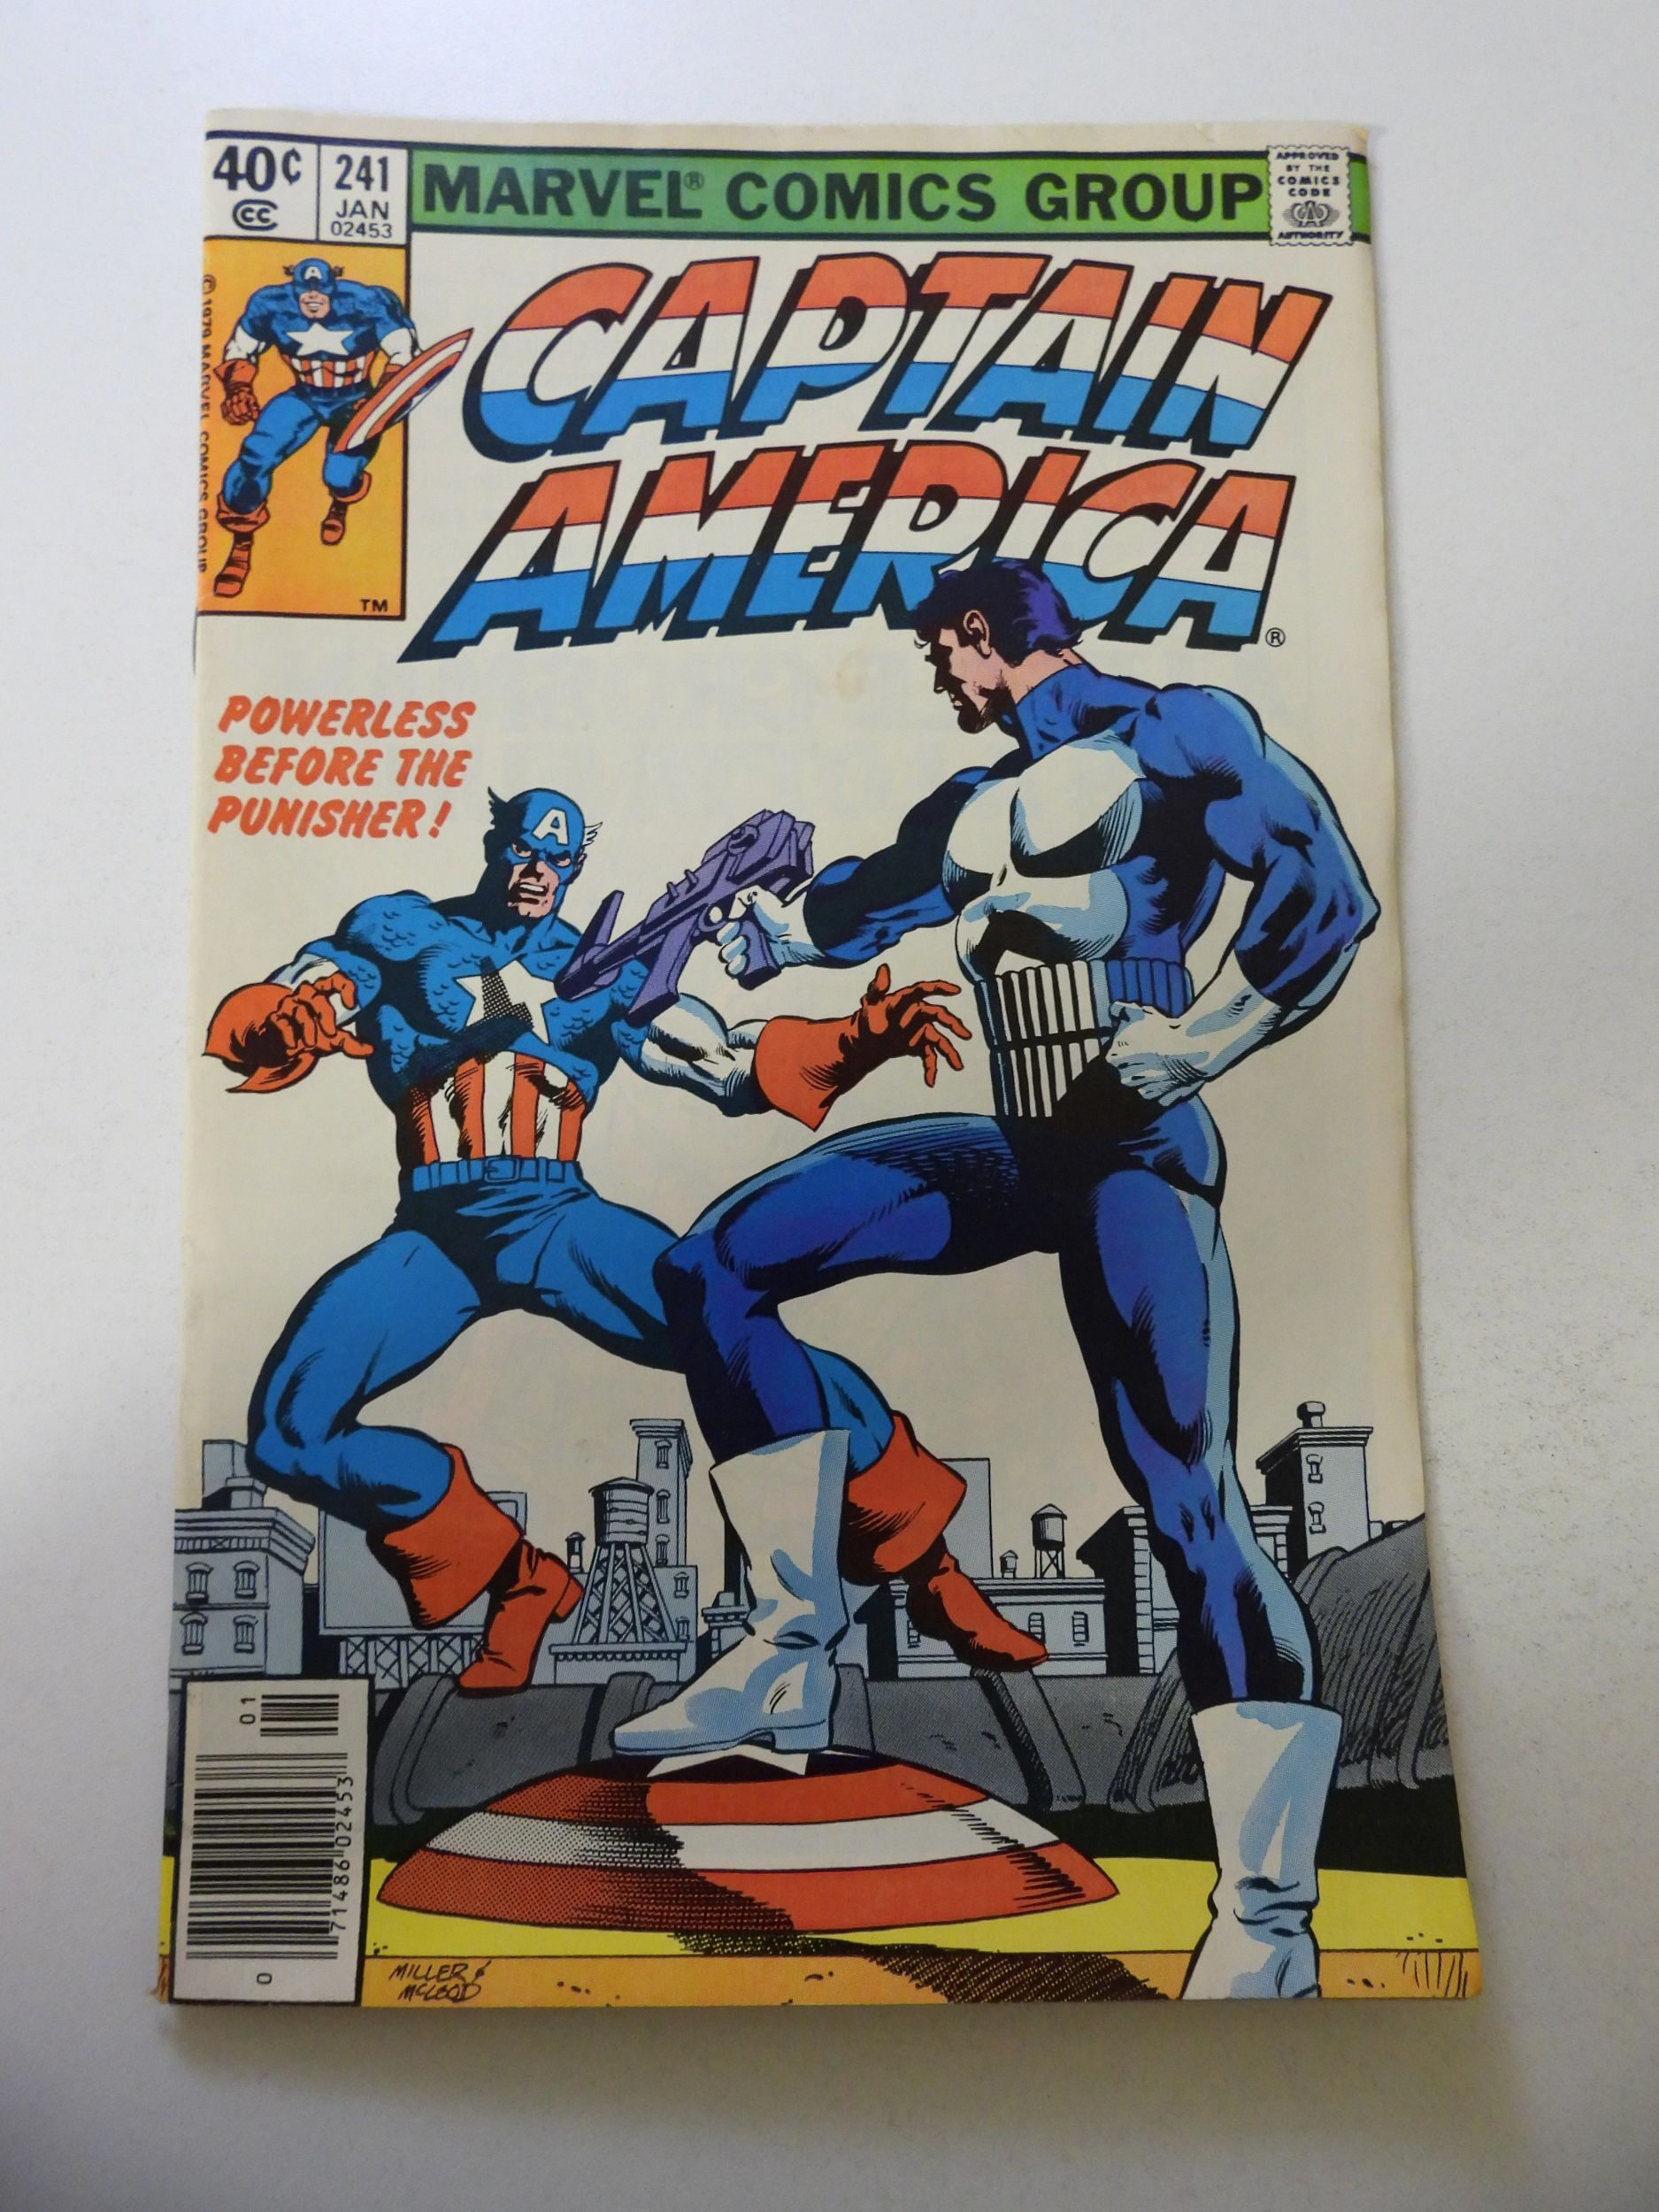 40¢
CC
241
JAN
02453
MARVEL® COMICS GROUP
APPROVED
BY THE
COMICS
CODE
CA
AUTHORITY
© 1979 MARVEL COMICS GROUP
A
TM
CAPTAIN
AMERICA®
POWERLESS
BEFORE THE
PUNISHER!
A
01
71486 02453
0
MILLER &
McLEOD